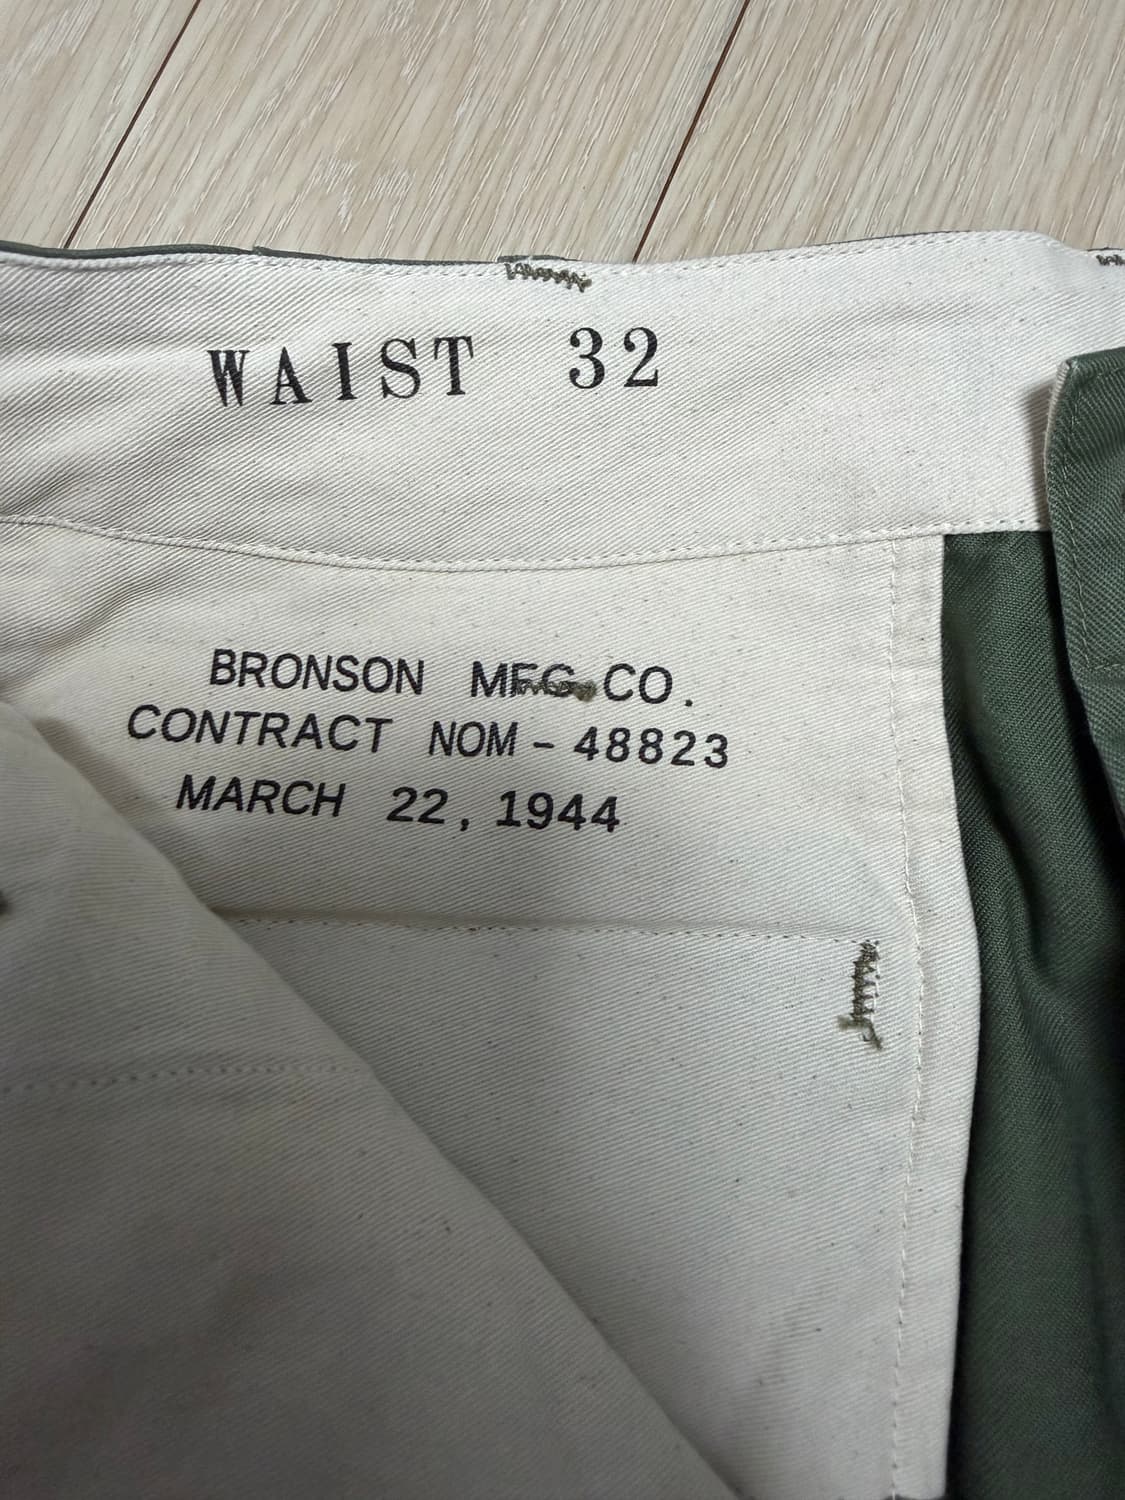 WAIST 32
BRONSON MFG. CO.
CONTRACT NOM - 48823
MARCH 22, 1944